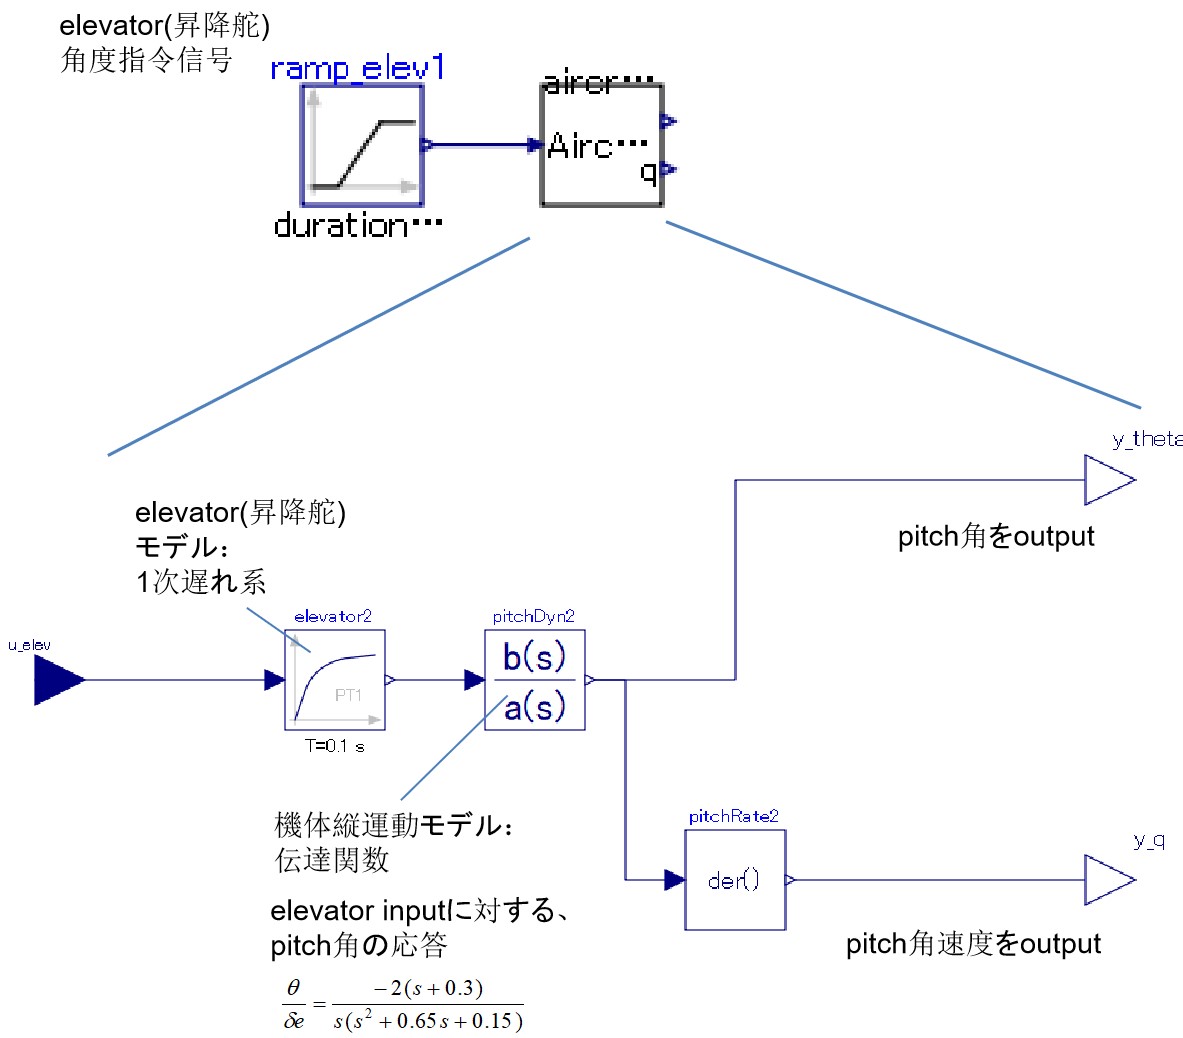 elevator(昇降舵)
角度指令信号
ramp_elev1
aircr…
Airc…
q
duration…
y_theta
elevator(昇降舵)
モデル：
1次遅れ系
pitch角をoutput
elevator2
pitchDyn2
u_elev
b(s)
a(s)
PT1
T=0.1 s
pitchRate2
機体縦運動モデル：
伝達関数
y_q
der()
elevator inputに対する、
pitch角の応答
pitch角速度をoutput
θ/δe = -2(s+0.3)/s(s²+0.65s+0.15)